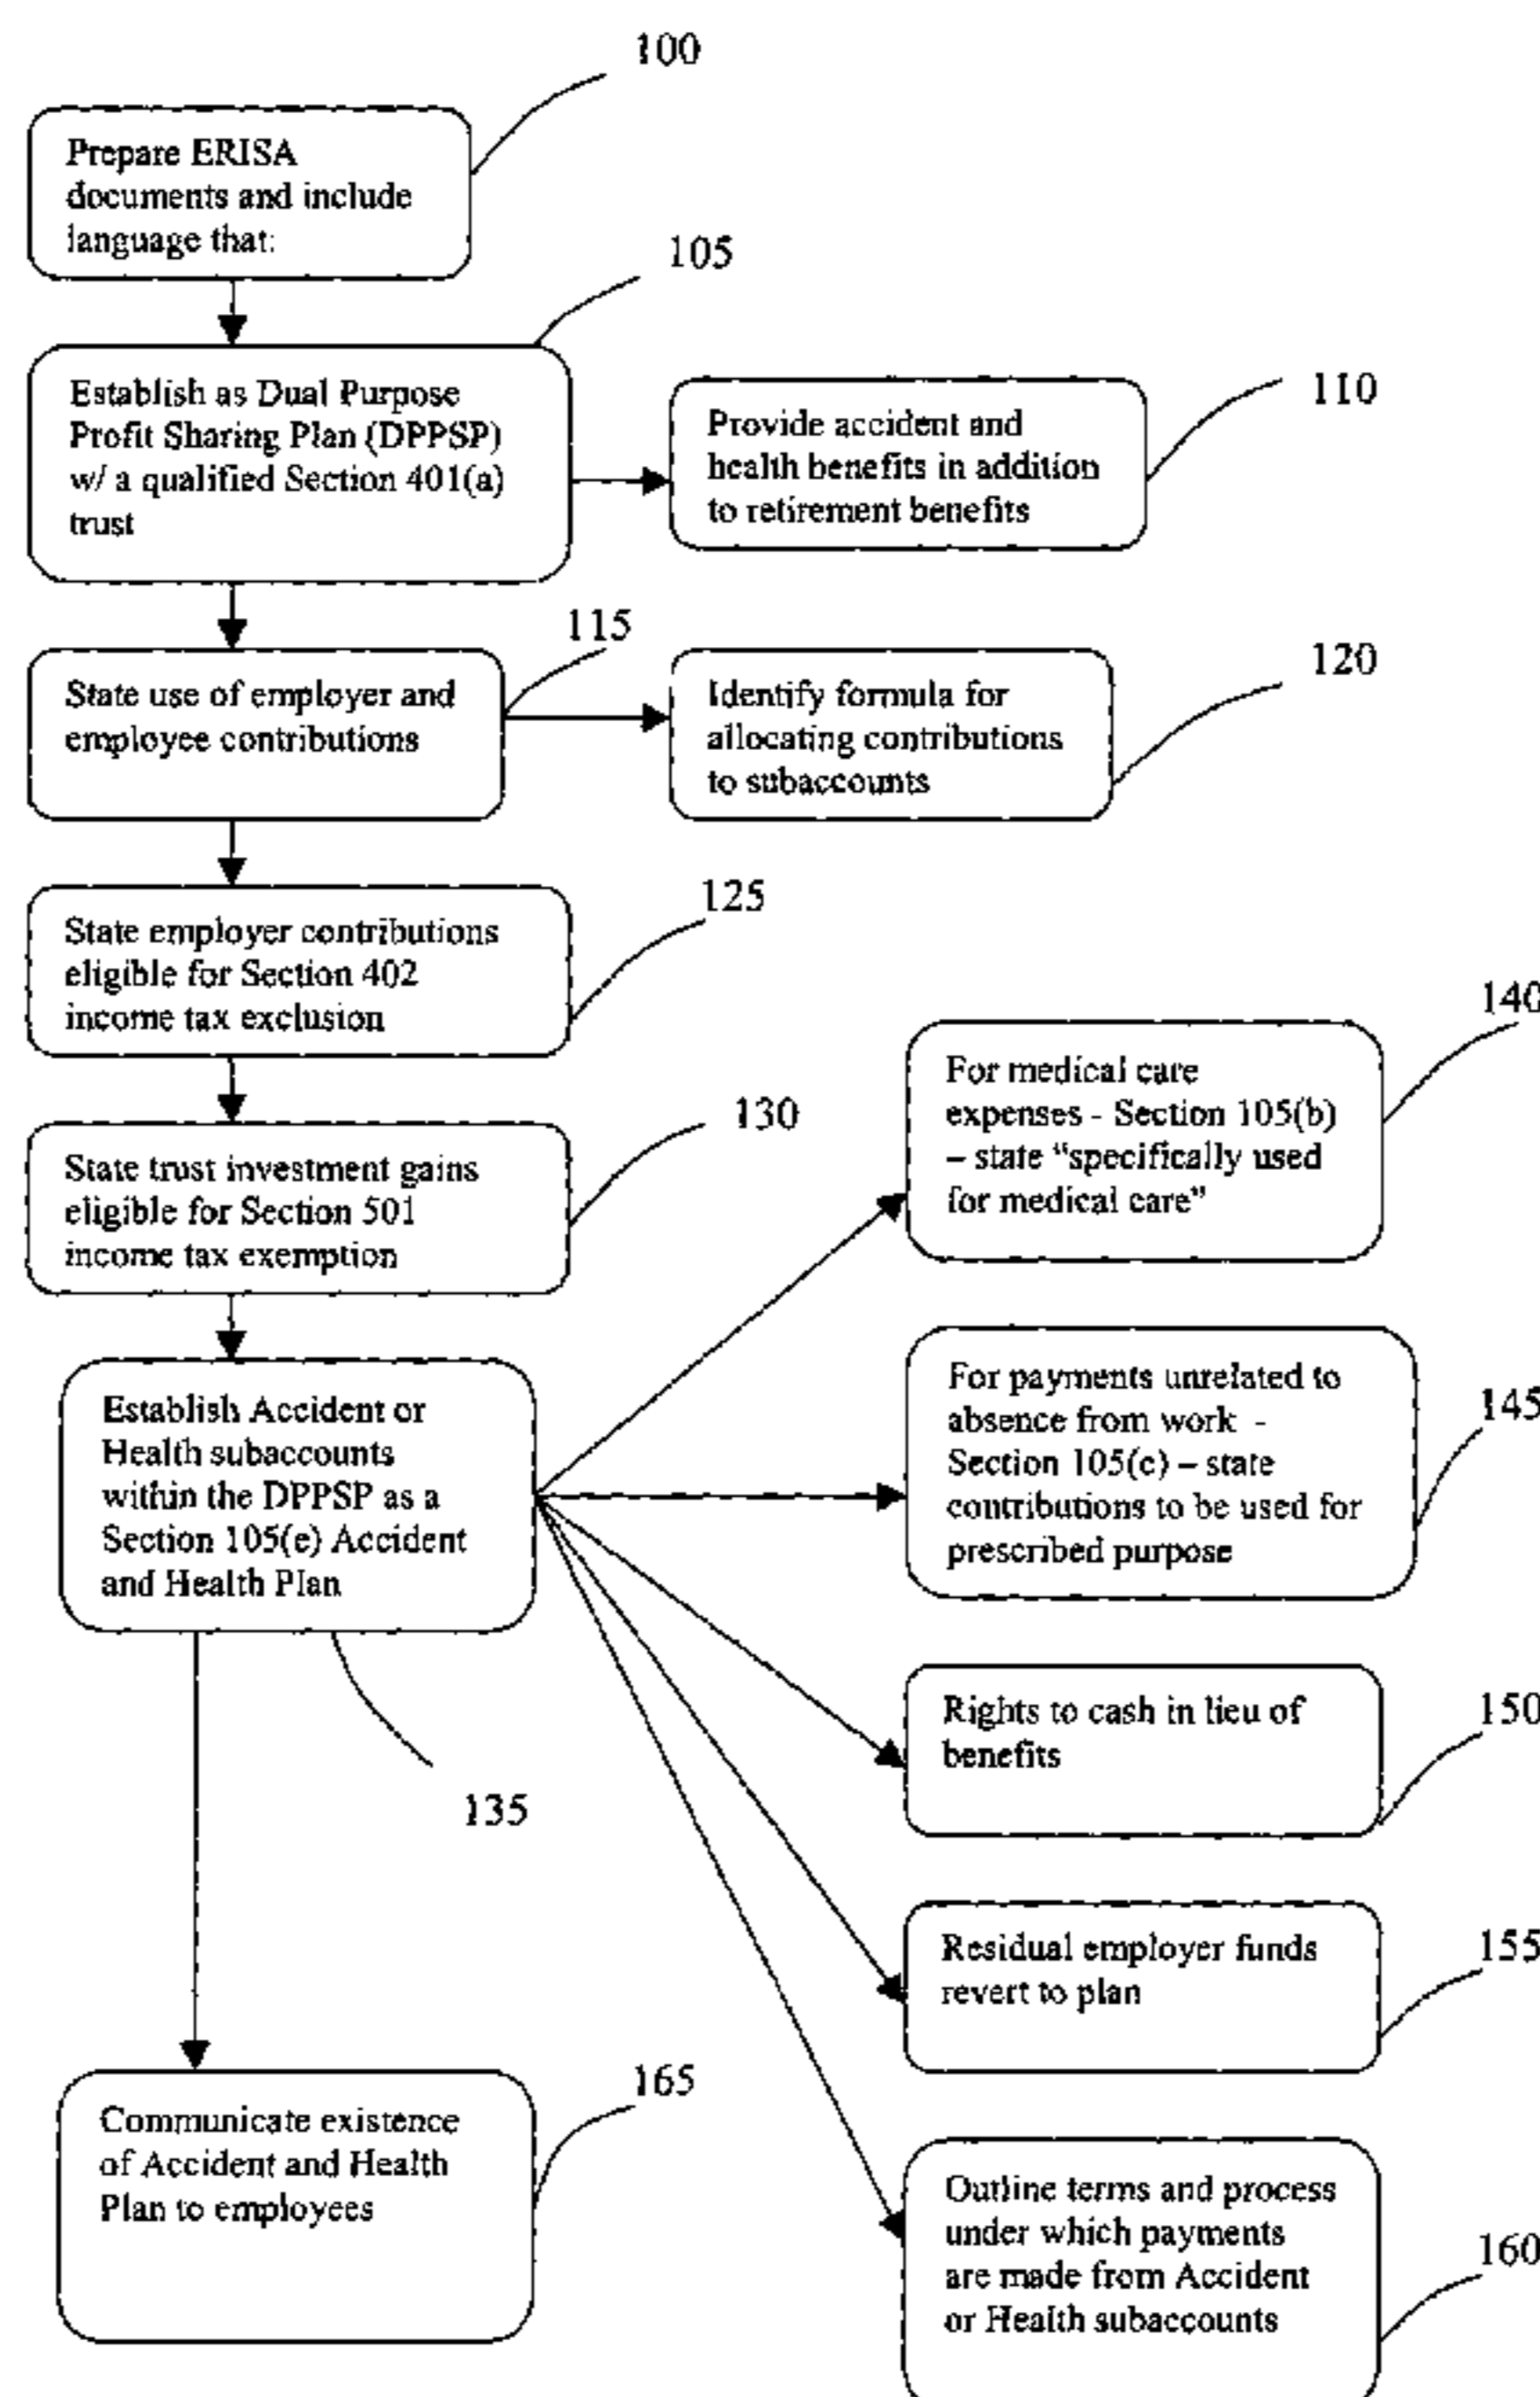 100
Prepare ERISA
documents and include
language that:
105
Establish as Dual Purpose
Profit Sharing Plan (DPPSP)
w/ a qualified Section 401(a)
trust
110
Provide accident and
health benefits in addition
to retirement benefits
115
State use of employer and
employee contributions
120
Identify formula for
allocating contributions
to subaccounts
125
State employer contributions
eligible for Section 402
income tax exclusion
130
State trust investment gains
eligible for Section 501
income tax exemption
135
Establish Accident or
Health subaccounts
within the DPPSP as a
Section 105(e) Accident
and Health Plan
140
For medical care
expenses - Section 105(b)
– state “specifically used
for medical care”
145
For payments unrelated to
absence from work -
Section 105(c) – state
contributions to be used for
prescribed purpose
150
Rights to cash in lieu of
benefits
155
Residual employer funds
revert to plan
160
Outline terms and process
under which payments
are made from Accident
or Health subaccounts
165
Communicate existence
of Accident and Health
Plan to employees